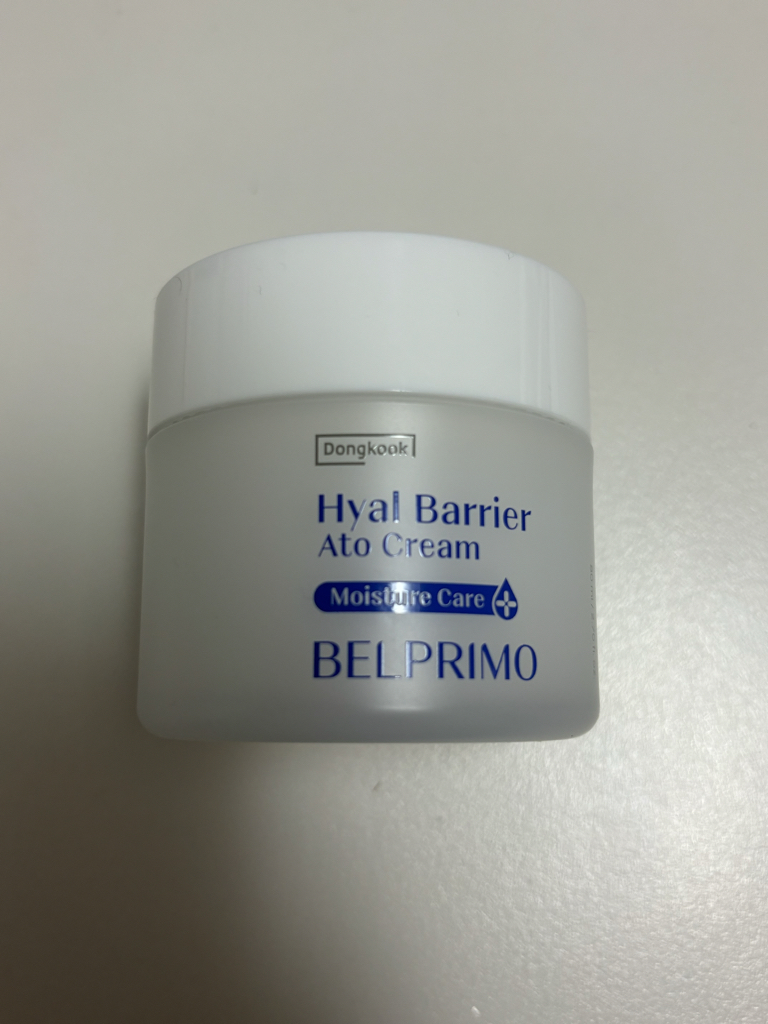 Dongkook
Hyal Barrier
Ato Cream
Moisture Care
BELPRIMO